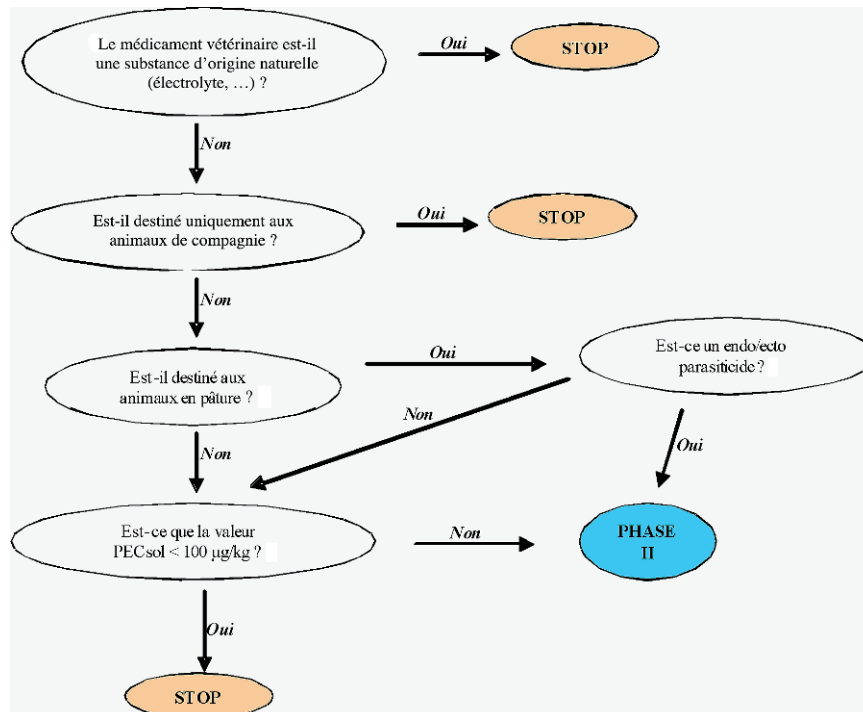 Le médicament vétérinaire est-il
une substance d'origine naturelle
(électrolyte, …) ?
Oui
STOP
Non
Est-il destiné uniquement aux
animaux de compagnie ?
Oui
STOP
Non
Est-il destiné aux
animaux en pâture ?
Oui
Est-ce un endo/ecto
parasiticide ?
Non
Non
Oui
Est-ce que la valeur
PECsol < 100 µg/kg ?
Non
PHASE
II
Oui
STOP